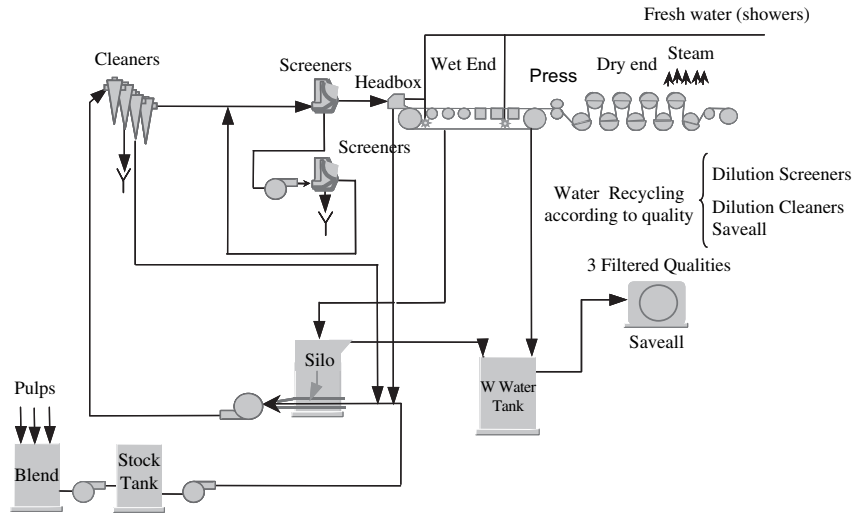 Fresh water (showers)
Cleaners
Screeners
Headbox
Wet End
Press
Dry end
Steam
Screeners
Water Recycling
according to quality
Dilution Screeners
Dilution Cleaners
Saveall
3 Filtered Qualities
Saveall
Silo
W Water
Tank
Pulps
Blend
Stock
Tank